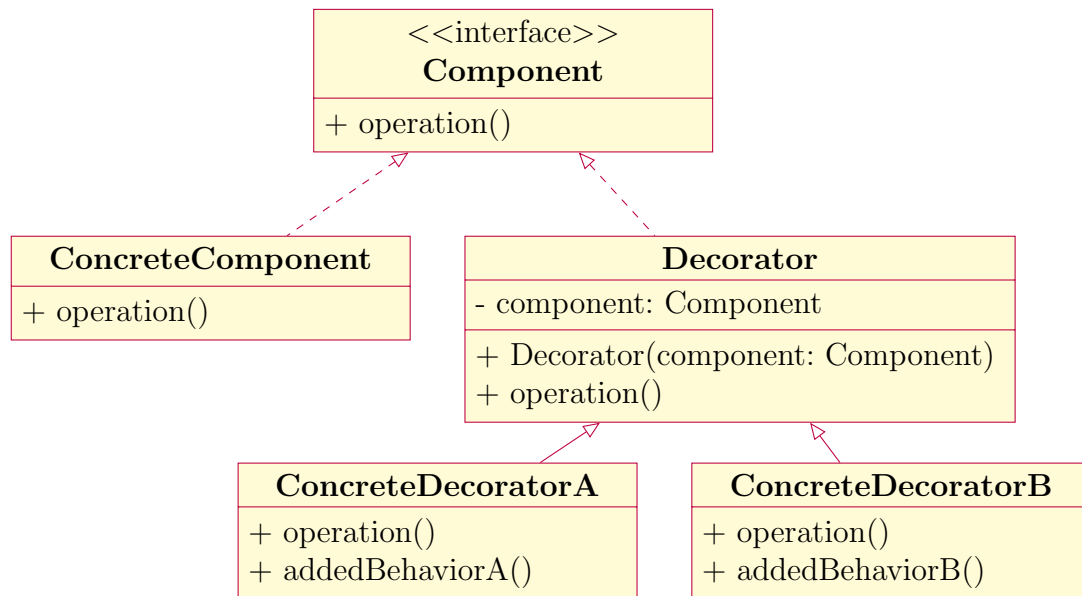 <<interface>>
Component
+ operation()
ConcreteComponent
+ operation()
Decorator
- component: Component
+ Decorator(component: Component)
+ operation()
ConcreteDecoratorA
+ operation()
+ addedBehaviorA()
ConcreteDecoratorB
+ operation()
+ addedBehaviorB()